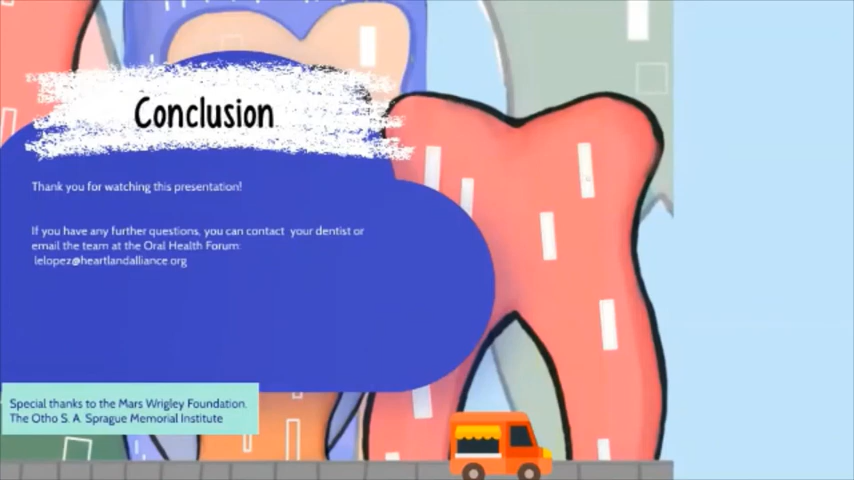 Conclusion
Thank you for watching this presentation!
If you have any further questions, you can contact your dentist or
email the team at the Oral Health Forum:
lelopez@heartlandalliance org
Special thanks to the Mars Wrigley Foundation.
The Otho S. A. Sprague Memorial Institute